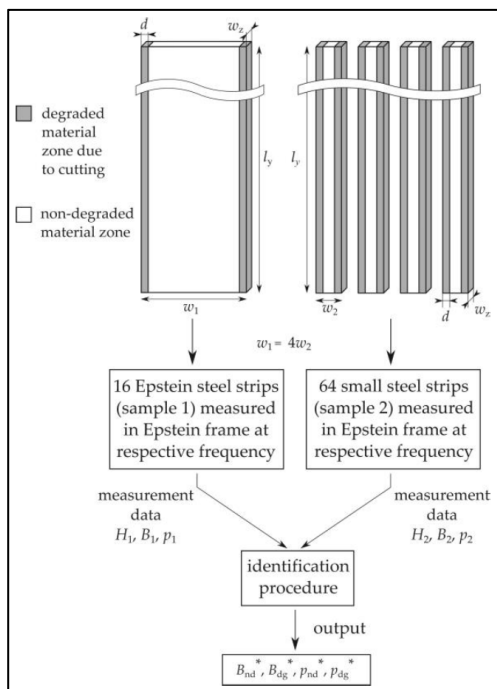 d
w_z
degraded
material
zone due
to cutting
l_y
l_y
non-degraded
material zone
w_1
w_2
d
w_z
w_1 = 4w_2
16 Epstein steel strips
(sample 1) measured
in Epstein frame at
respective frequency
64 small steel strips
(sample 2) measured
in Epstein frame at
respective frequency
measurement
data
H_1, B_1, p_1
measurement
data
H_2, B_2, p_2
identification
procedure
output
B_nd*, B_dg*, p_nd*, p_dg*